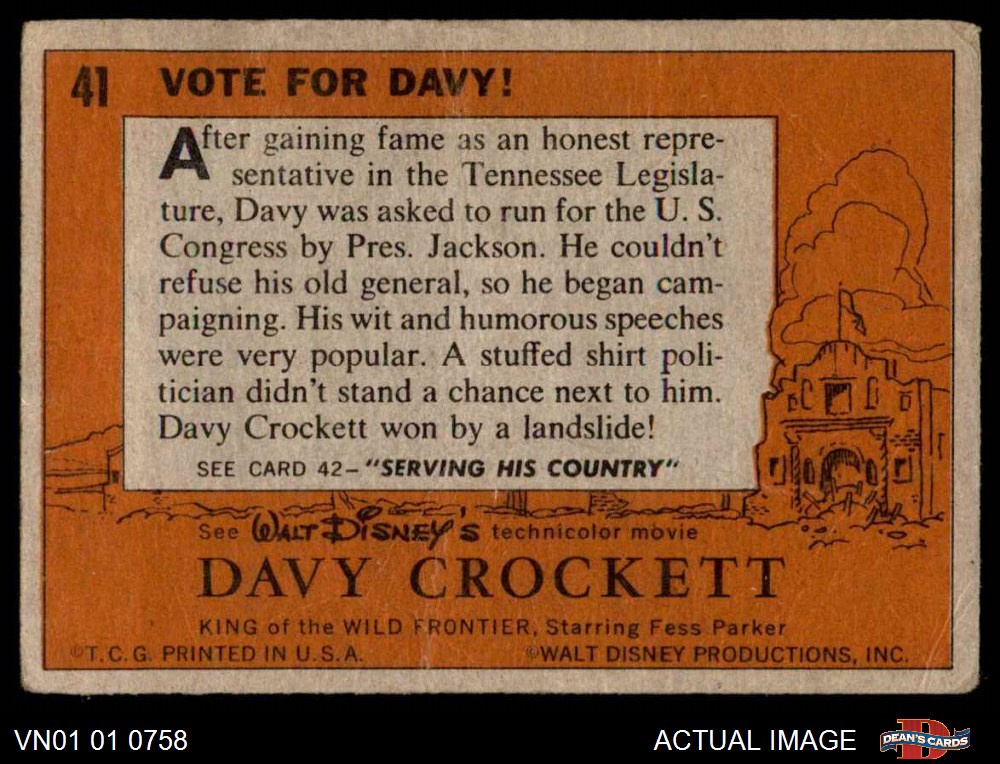 41 VOTE FOR DAVY!
After gaining fame as an honest repre-
sentative in the Tennessee Legisla-
ture, Davy was asked to run for the U. S.
Congress by Pres. Jackson. He couldn't
refuse his old general, so he began cam-
paigning. His wit and humorous speeches
were very popular. A stuffed shirt poli-
tician didn't stand a chance next to him.
Davy Crockett won by a landslide!
SEE CARD 42-"SERVING HIS COUNTRY"
See WALT DISNEY'S technicolor movie
DAVY CROCKETT
KING of the WILD FRONTIER, Starring Fess Parker
©T.C.G. PRINTED IN U.S.A. ©WALT DISNEY PRODUCTIONS, INC.
VN01 01 0758 ACTUAL IMAGE D DEAN'S CARDS